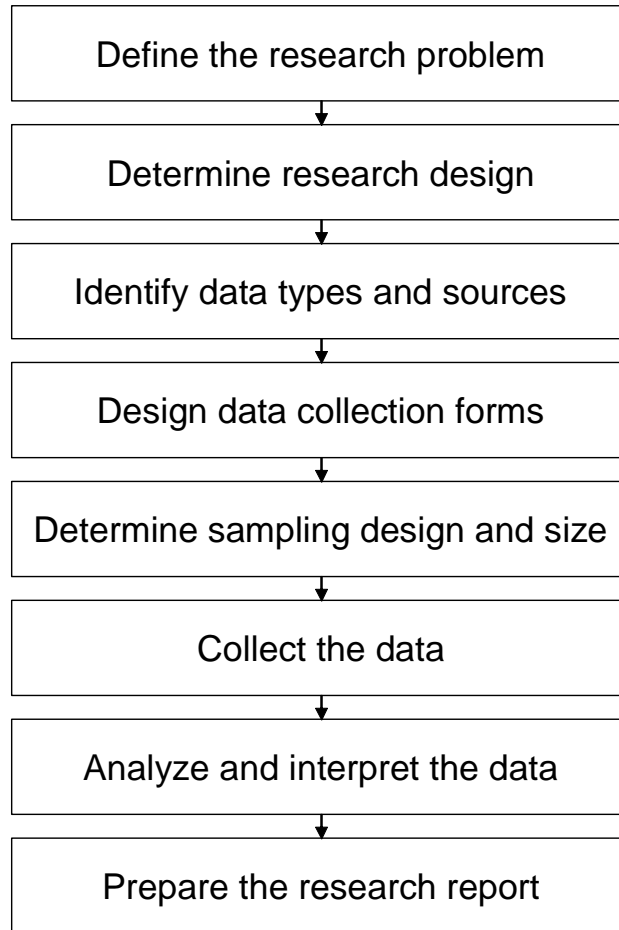 Define the research problem
Determine research design
Identify data types and sources
Design data collection forms
Determine sampling design and size
Collect the data
Analyze and interpret the data
Prepare the research report